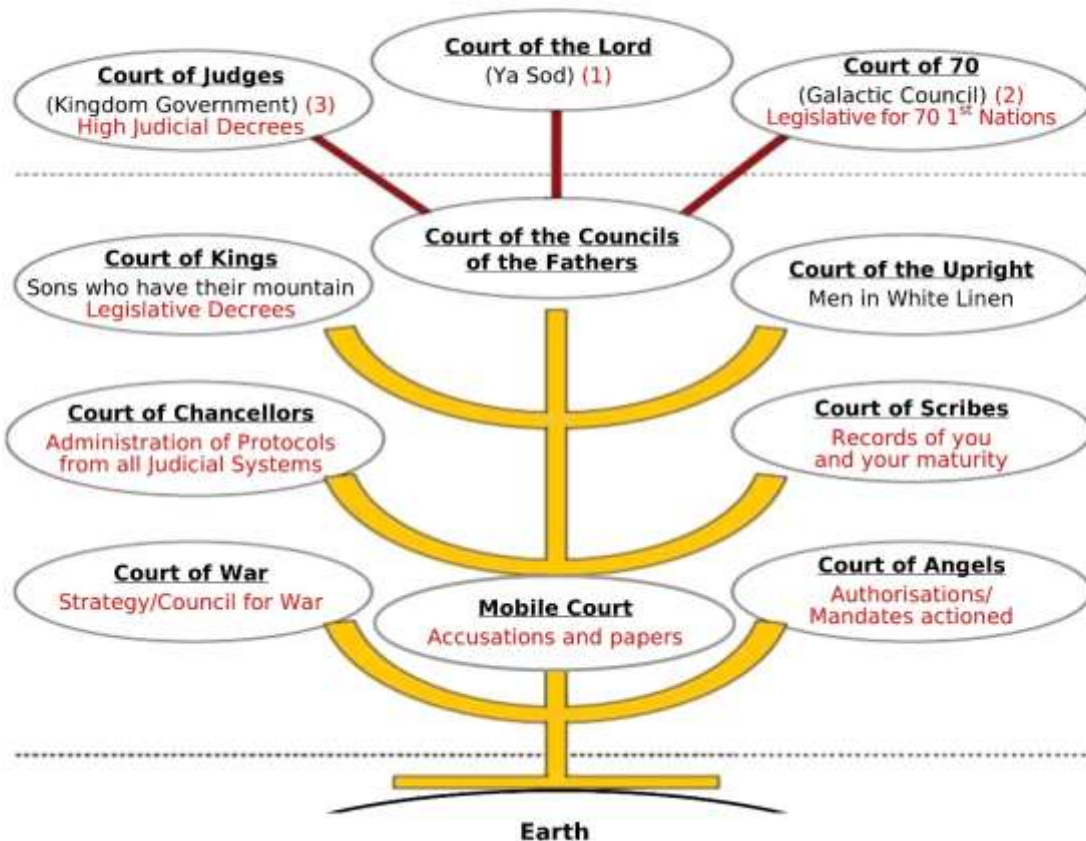 Court of the Lord
(Ya Sod) (1)
Court of Judges
(Kingdom Government) (3)
High Judicial Decrees
Court of 70
(Galactic Council) (2)
Legislative for 70 1st Nations
Court of the Councils
of the Fathers
Court of Kings
Sons who have their mountain
Legislative Decrees
Court of the Upright
Men in White Linen
Court of Chancellors
Administration of Protocols
from all Judicial Systems
Court of Scribes
Records of you
and your maturity
Court of War
Strategy/Council for War
Mobile Court
Accusations and papers
Court of Angels
Authorisations/
Mandates actioned
Earth